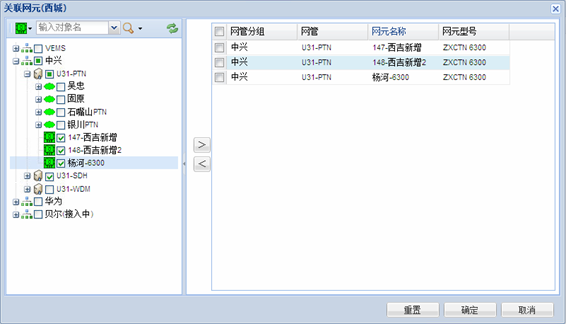 关联网元(西城)
输入对象名
VEMS
中兴
U31-PTN
吴忠
固原
石嘴山PTN
银川PTN
147-西吉新增
148-西吉新增2
杨河-6300
U31-SDH
U31-WDM
华为
贝尔(接入中)
> 
<
网管分组 网管 网元名称 网元型号
中兴 U31-PTN 147-西吉新增 ZXCTN 6300
中兴 U31-PTN 148-西吉新增2 ZXCTN 6300
中兴 U31-PTN 杨河-6300 ZXCTN 6300
重置 确定 取消